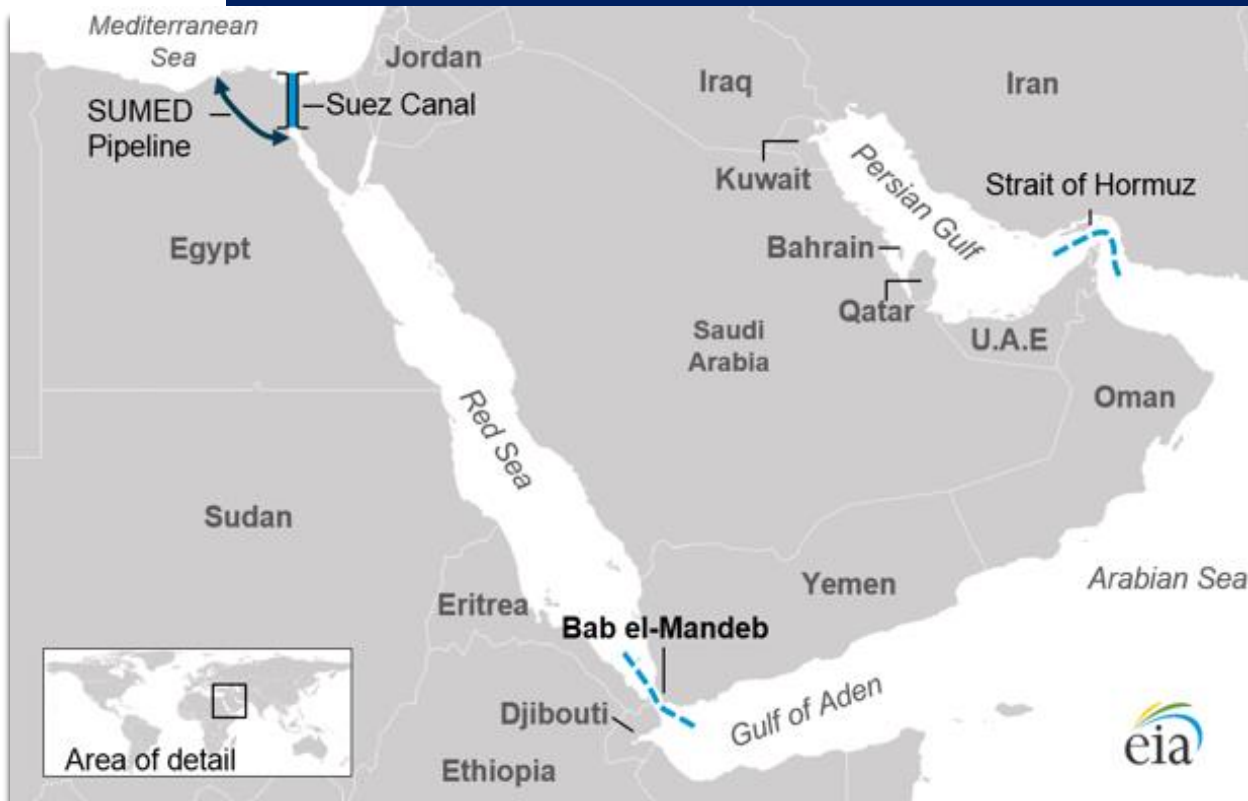 Mediterranean
Sea
Jordan
Iraq
Iran
SUMED
Pipeline
Suez Canal
Kuwait
Persian Gulf
Strait of Hormuz
Egypt
Bahrain
Qatar
Saudi
Arabia
U.A.E
Oman
Red Sea
Sudan
Eritrea
Yemen
Arabian Sea
Bab el-Mandeb
Djibouti
Gulf of Aden
Ethiopia
Area of detail
eia